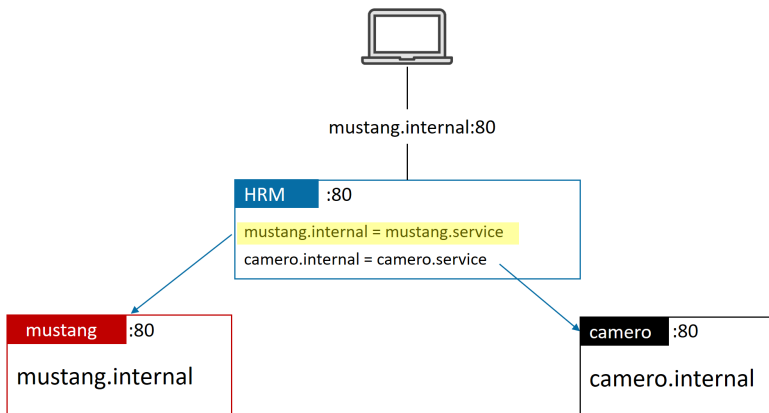 mustang.internal:80
HRM :80
mustang.internal = mustang.service
camero.internal = camero.service
mustang :80
mustang.internal
camero :80
camero.internal